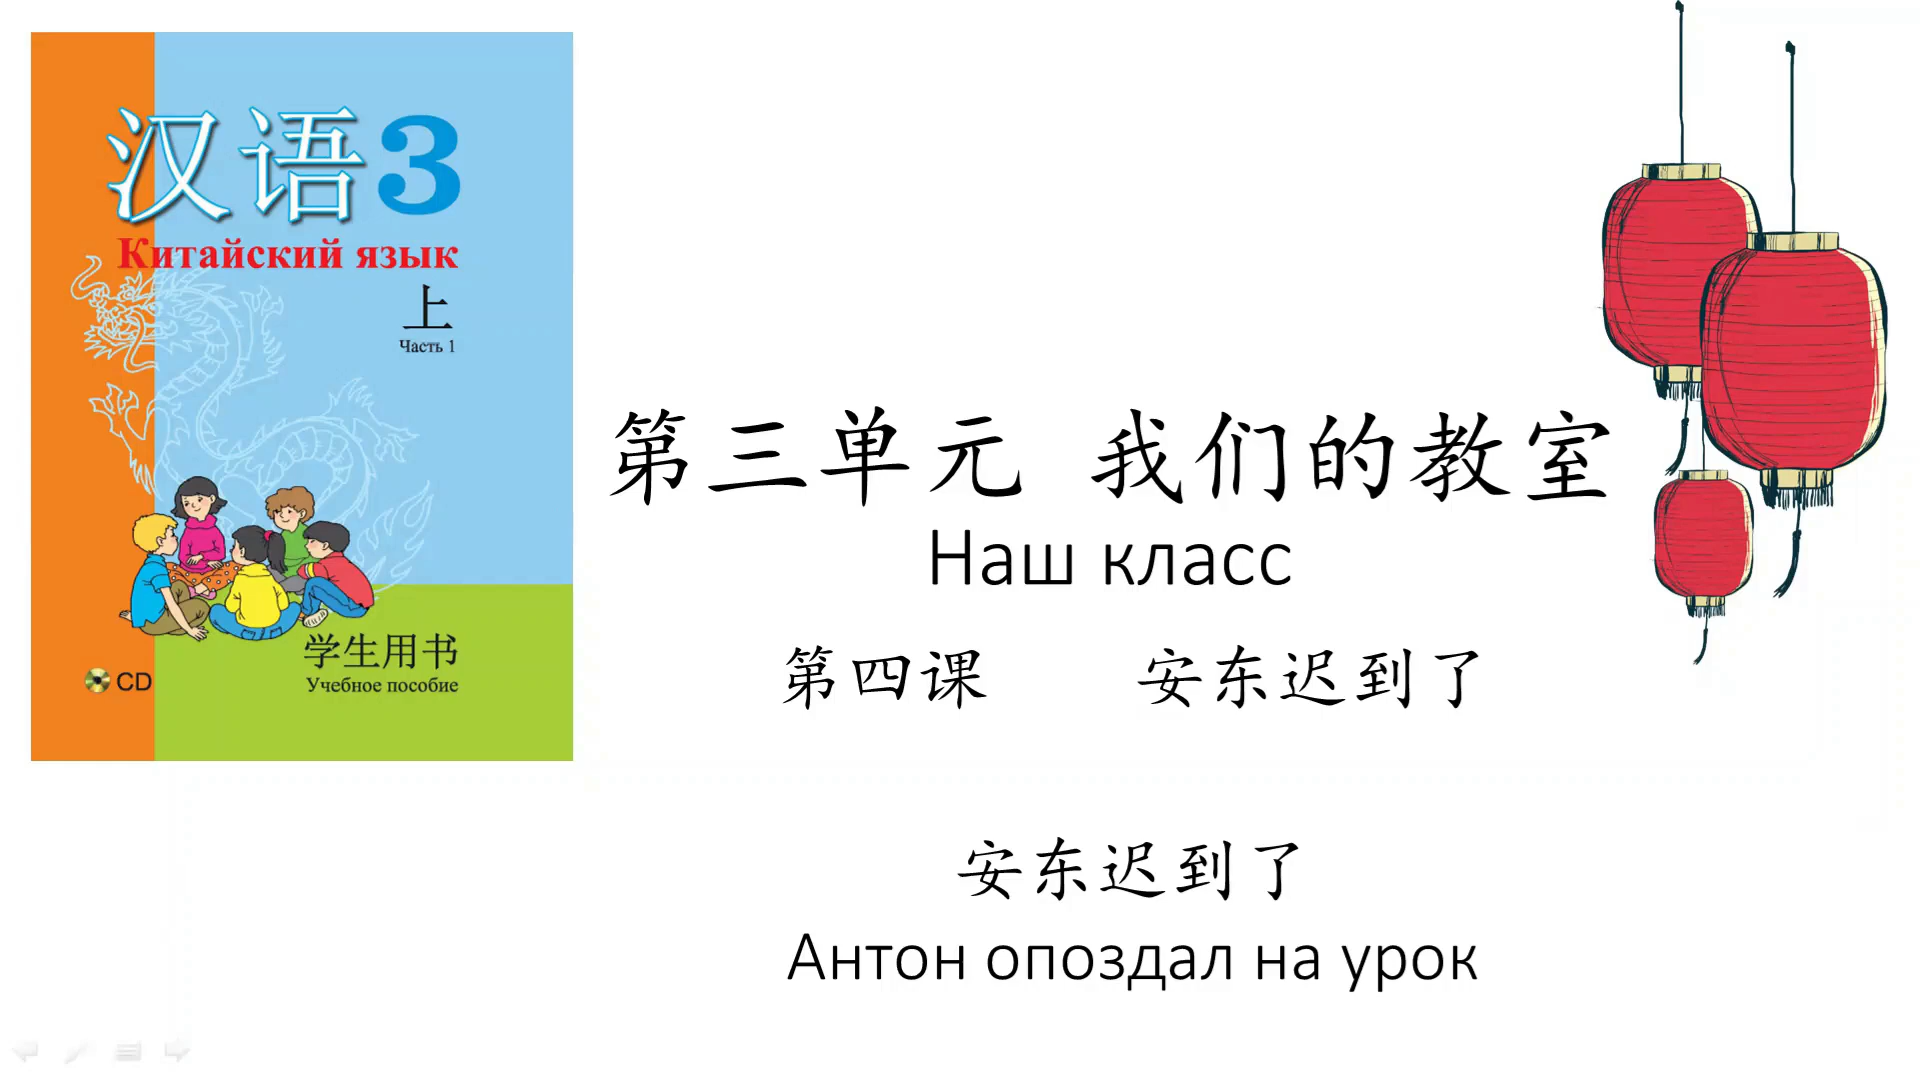 汉语3
Китайский язык
上
Часть 1
学生用书
Учебное пособие
CD
第三单元 我们的教室
Наш класс
第四课 安东迟到了
安东迟到了
Антон опоздал на урок